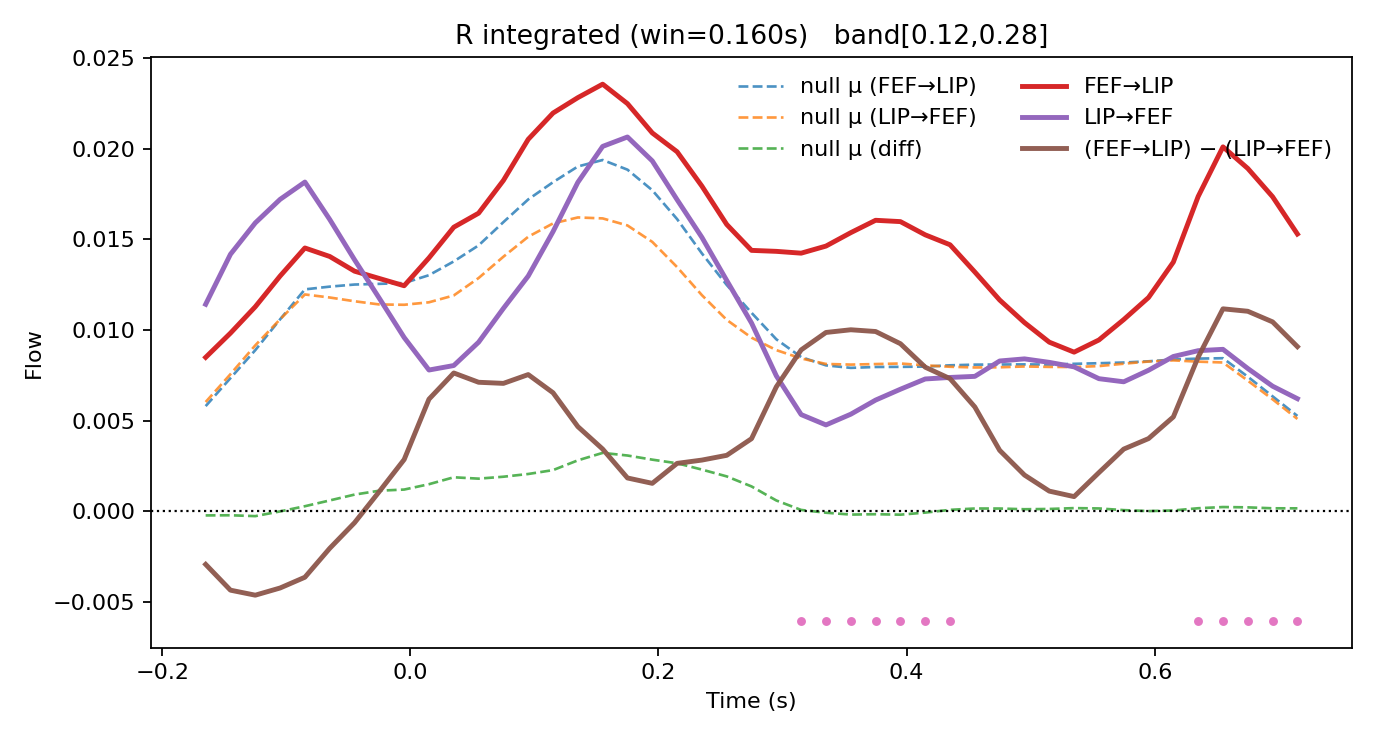 R integrated (win=0.160s) band[0.12,0.28]
null μ (FEF→LIP)
null μ (LIP→FEF)
null μ (diff)
FEF→LIP
LIP→FEF
(FEF→LIP) − (LIP→FEF)
Flow
0.025
0.020
0.015
0.010
0.005
0.000
−0.005
−0.2
0.0
0.2
0.4
0.6
Time (s)